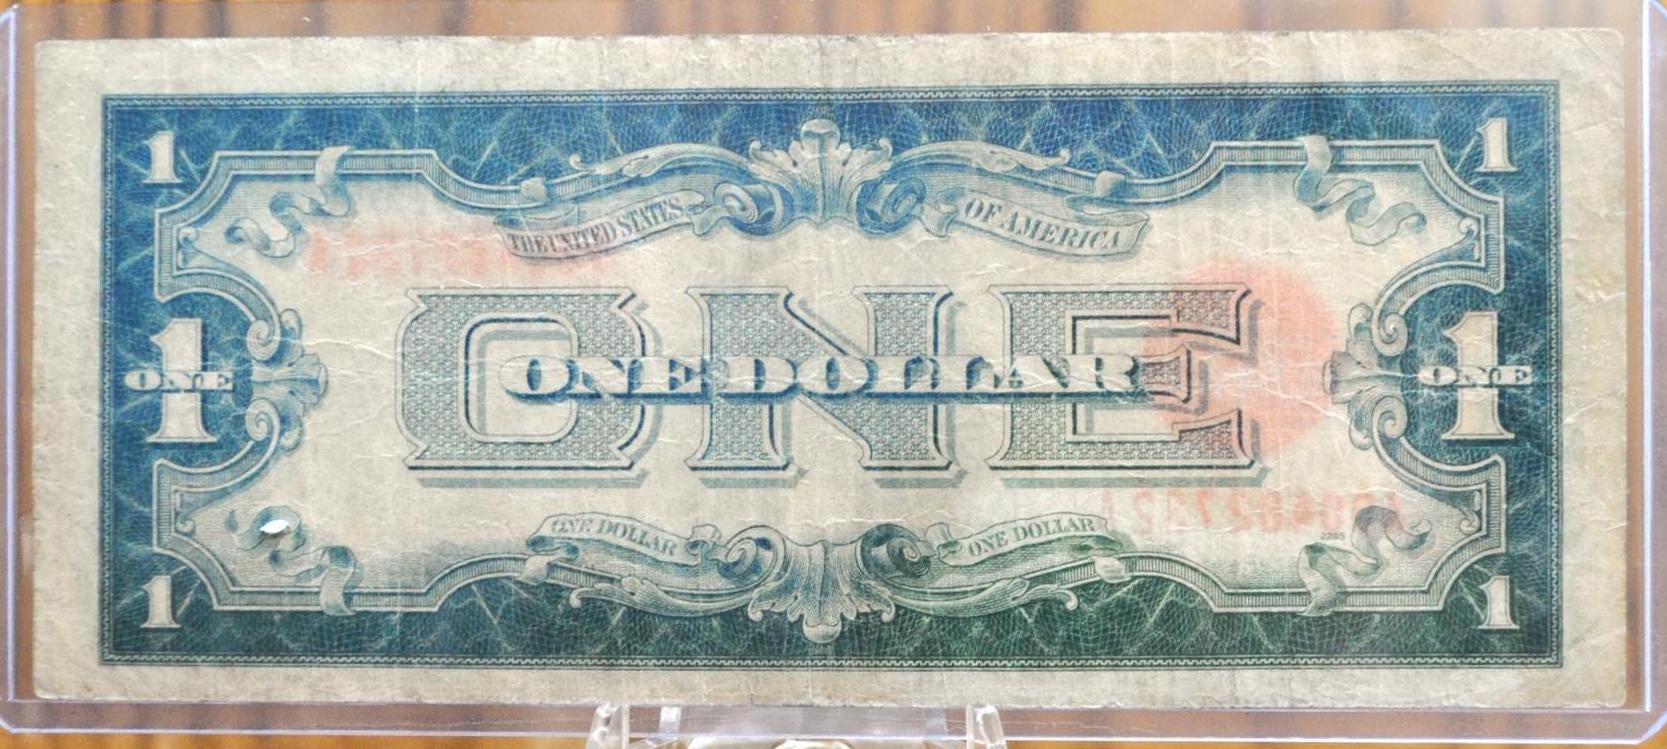 1 1
THE UNITED STATES OF AMERICA
ONE
1 ONE ONE DOLLAR 1 ONE
ONE DOLLAR ONE DOLLAR
2265
1 1